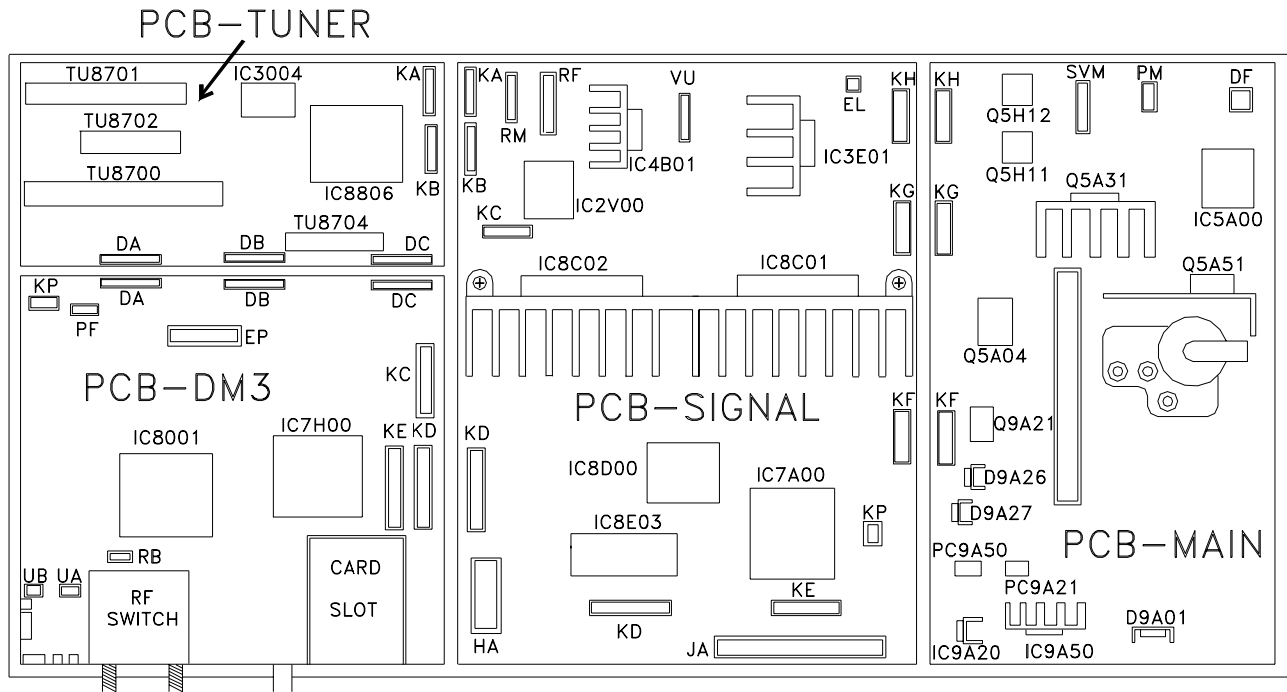 PCB-TUNER
TU8701
IC3004
KA
TU8702
KB
TU8700
IC8806
TU8704
DA
DB
DC
KP
DA
DB
DC
PF
EP
KC
PCB-DM3
IC8001
IC7H00
KE
KD
RB
UB
UA
RF
SWITCH
CARD
SLOT
KA
RM
RF
VU
EL
KH
IC4B01
IC3E01
KB
IC2V00
KC
KG
IC8C02
IC8C01
PCB-SIGNAL
KF
KD
IC8D00
IC7A00
IC8E03
KP
HA
KD
KE
JA
KH
Q5H12
SVM
PM
DF
Q5H11
KG
Q5A31
IC5A00
Q5A51
Q5A04
KF
Q9A21
D9A26
D9A27
PCB-MAIN
PC9A50
PC9A21
D9A01
IC9A20
IC9A50